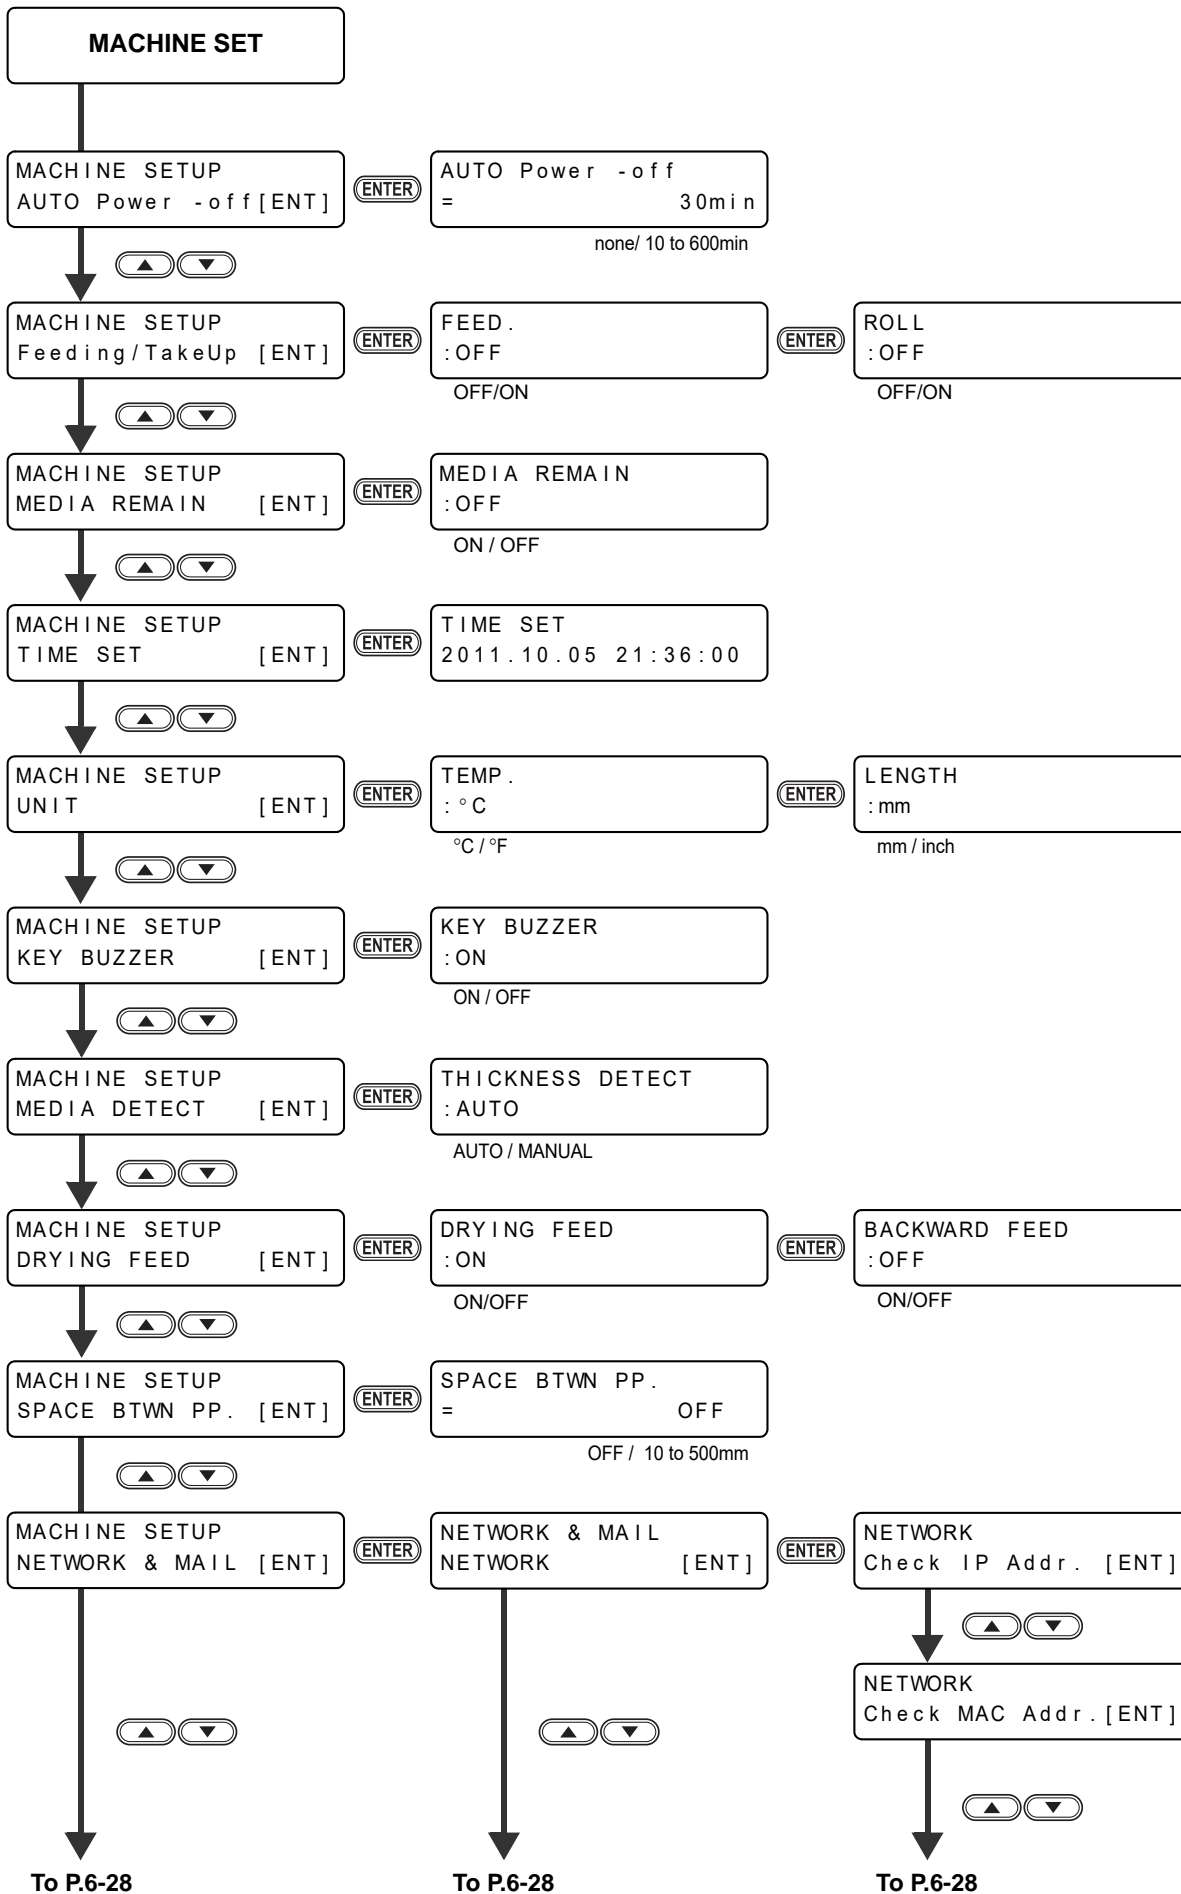 MACHINE SET
MACHINE SETUP
AUTO Power -off[ENT]
ENTER
AUTO Power -off
= 30min
none/ 10 to 600min
MACHINE SETUP
Feeding/TakeUp [ENT]
ENTER
FEED.
:OFF
OFF/ON
ENTER
ROLL
:OFF
OFF/ON
MACHINE SETUP
MEDIA REMAIN [ENT]
ENTER
MEDIA REMAIN
:OFF
ON / OFF
MACHINE SETUP
TIME SET [ENT]
ENTER
TIME SET
2011.10.05 21:36:00
MACHINE SETUP
UNIT [ENT]
ENTER
TEMP.
:°C
°C / °F
ENTER
LENGTH
:mm
mm / inch
MACHINE SETUP
KEY BUZZER [ENT]
ENTER
KEY BUZZER
:ON
ON / OFF
MACHINE SETUP
MEDIA DETECT [ENT]
ENTER
THICKNESS DETECT
:AUTO
AUTO / MANUAL
MACHINE SETUP
DRYING FEED [ENT]
ENTER
DRYING FEED
:ON
ON/OFF
ENTER
BACKWARD FEED
:OFF
ON/OFF
MACHINE SETUP
SPACE BTWN PP. [ENT]
ENTER
SPACE BTWN PP.
= OFF
OFF / 10 to 500mm
MACHINE SETUP
NETWORK & MAIL [ENT]
ENTER
NETWORK & MAIL
NETWORK [ENT]
ENTER
NETWORK
Check IP Addr. [ENT]
NETWORK
Check MAC Addr.[ENT]
To P.6-28
To P.6-28
To P.6-28